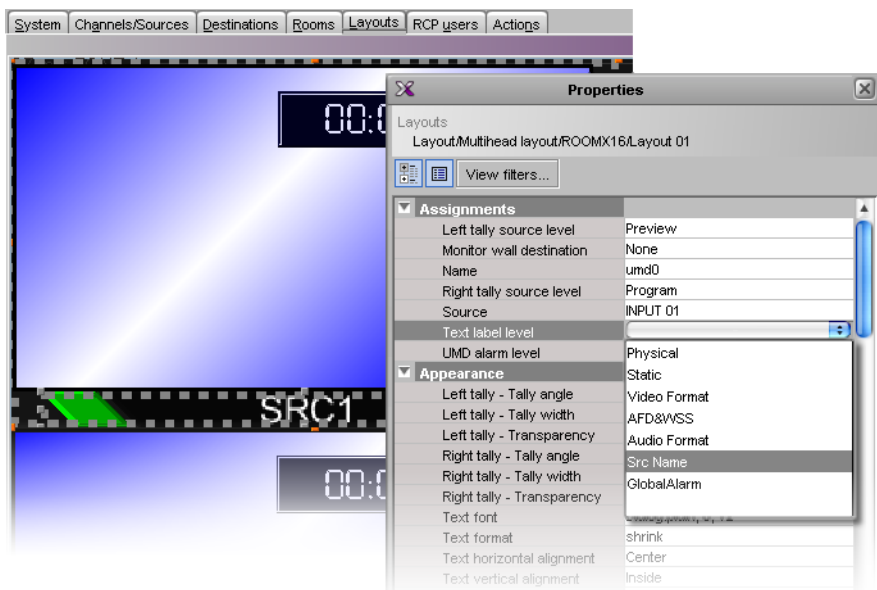 System Channels/Sources Destinations Rooms Layouts RCP users Actions
00:0
SRC1
00:0
Properties
Layouts
Layout/Multihead layout/ROOMX16/Layout 01
View filters...
Assignments
Left tally source level Preview
Monitor wall destination None
Name umd0
Right tally source level Program
Source INPUT 01
Text label level
UMD alarm level
Physical
Static
Video Format
AFD&WSS
Audio Format
Src Name
GlobalAlarm
Appearance
Left tally - Tally angle
Left tally - Tally width
Left tally - Transparency
Right tally - Tally angle
Right tally - Tally width
Right tally - Transparency
Text font
Text format shrink
Text horizontal alignment Center
Text vertical alignment Inside